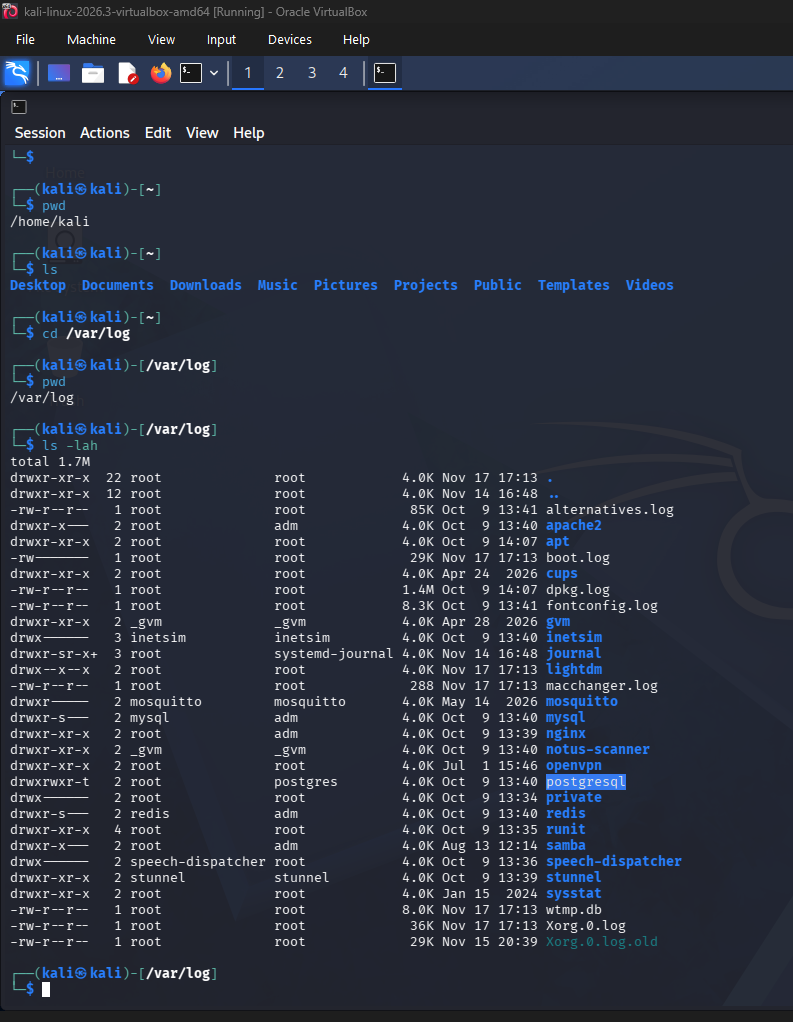 kali-linux-2026.3-virtualbox-amd64 [Running] - Oracle VirtualBox
File Machine View Input Devices Help
1 2 3 4
Session Actions Edit View Help
└─$
┌──(kali㉿kali)-[~]
└─$ pwd
/home/kali
┌──(kali㉿kali)-[~]
└─$ ls
Desktop Documents Downloads Music Pictures Projects Public Templates Videos
┌──(kali㉿kali)-[~]
└─$ cd /var/log
┌──(kali㉿kali)-[/var/log]
└─$ pwd
/var/log
┌──(kali㉿kali)-[/var/log]
└─$ ls -lah
total 1.7M
drwxr-xr-x 22 root root 4.0K Nov 17 17:13 .
drwxr-xr-x 12 root root 4.0K Nov 14 16:48 ..
-rw-r--r-- 1 root root 85K Oct 9 13:41 alternatives.log
drwxr-x--- 2 root adm 4.0K Oct 9 13:40 apache2
drwxr-xr-x 2 root root 4.0K Oct 9 14:07 apt
-rw------- 1 root root 29K Nov 17 17:13 boot.log
drwxr-xr-x 2 root root 4.0K Apr 24 2026 cups
-rw-r--r-- 1 root root 1.4M Oct 9 14:07 dpkg.log
-rw-r--r-- 1 root root 8.3K Oct 9 13:41 fontconfig.log
drwxr-xr-x 2 _gvm _gvm 4.0K Apr 28 2026 gvm
drwx------ 3 inetsim inetsim 4.0K Oct 9 13:40 inetsim
drwxr-sr-x+ 3 root systemd-journal 4.0K Nov 14 16:48 journal
drwx--x--x 2 root root 4.0K Nov 17 17:13 lightdm
-rw-r--r-- 1 root root 288 Nov 17 17:13 macchanger.log
drwxr----- 2 mosquitto mosquitto 4.0K May 14 2026 mosquitto
drwxr-s--- 2 mysql adm 4.0K Oct 9 13:40 mysql
drwxr-xr-x 2 root adm 4.0K Oct 9 13:39 nginx
drwxr-xr-x 2 _gvm _gvm 4.0K Oct 9 13:40 notus-scanner
drwxr-xr-x 2 root root 4.0K Jul 1 15:46 openvpn
drwxrwxr-t 2 root postgres 4.0K Oct 9 13:40 postgresql
drwx------ 2 root root 4.0K Oct 9 13:34 private
drwxr-s--- 2 redis adm 4.0K Oct 9 13:40 redis
drwxr-xr-x 4 root root 4.0K Oct 9 13:35 runit
drwxr-x--- 2 root adm 4.0K Aug 13 12:14 samba
drwx------ 2 speech-dispatcher root 4.0K Oct 9 13:36 speech-dispatcher
drwxr-xr-x 2 stunnel stunnel 4.0K Oct 9 13:39 stunnel
drwxr-xr-x 2 root root 4.0K Jan 15 2024 sysstat
-rw-r--r-- 1 root root 8.0K Nov 17 17:13 wtmp.db
-rw-r--r-- 1 root root 36K Nov 17 17:13 Xorg.0.log
-rw-r--r-- 1 root root 29K Nov 15 20:39 Xorg.0.log.old
┌──(kali㉿kali)-[/var/log]
└─$